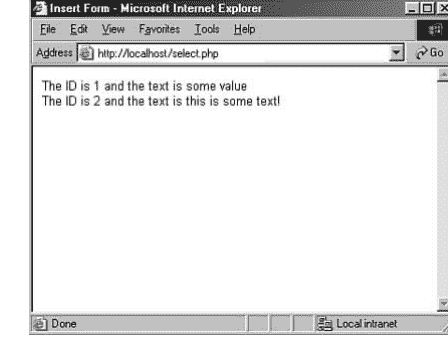 Insert Form - Microsoft Internet Explorer
File Edit View Favorites Tools Help
Address http://localhost/select.php Go
The ID is 1 and the text is some value
The ID is 2 and the text is this is some text!
Done Local intranet